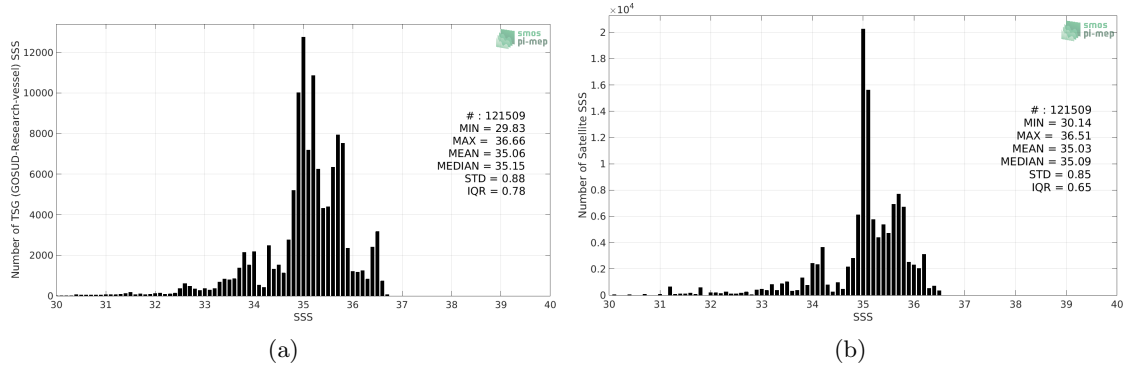 smos
pi-mep
Number of TSG (GOSUD-Research-vessel) SSS
12000
10000
8000
6000
4000
2000
0
# : 121509
MIN = 29.83
MAX = 36.66
MEAN = 35.06
MEDIAN = 35.15
STD = 0.88
IQR = 0.78
30 31 32 33 34 35 36 37 38 39 40
SSS
(a)
×10⁴
smos
pi-mep
Number of Satellite SSS
2
1.8
1.6
1.4
1.2
1
0.8
0.6
0.4
0.2
0
# : 121509
MIN = 30.14
MAX = 36.51
MEAN = 35.03
MEDIAN = 35.09
STD = 0.85
IQR = 0.65
30 31 32 33 34 35 36 37 38 39 40
SSS
(b)